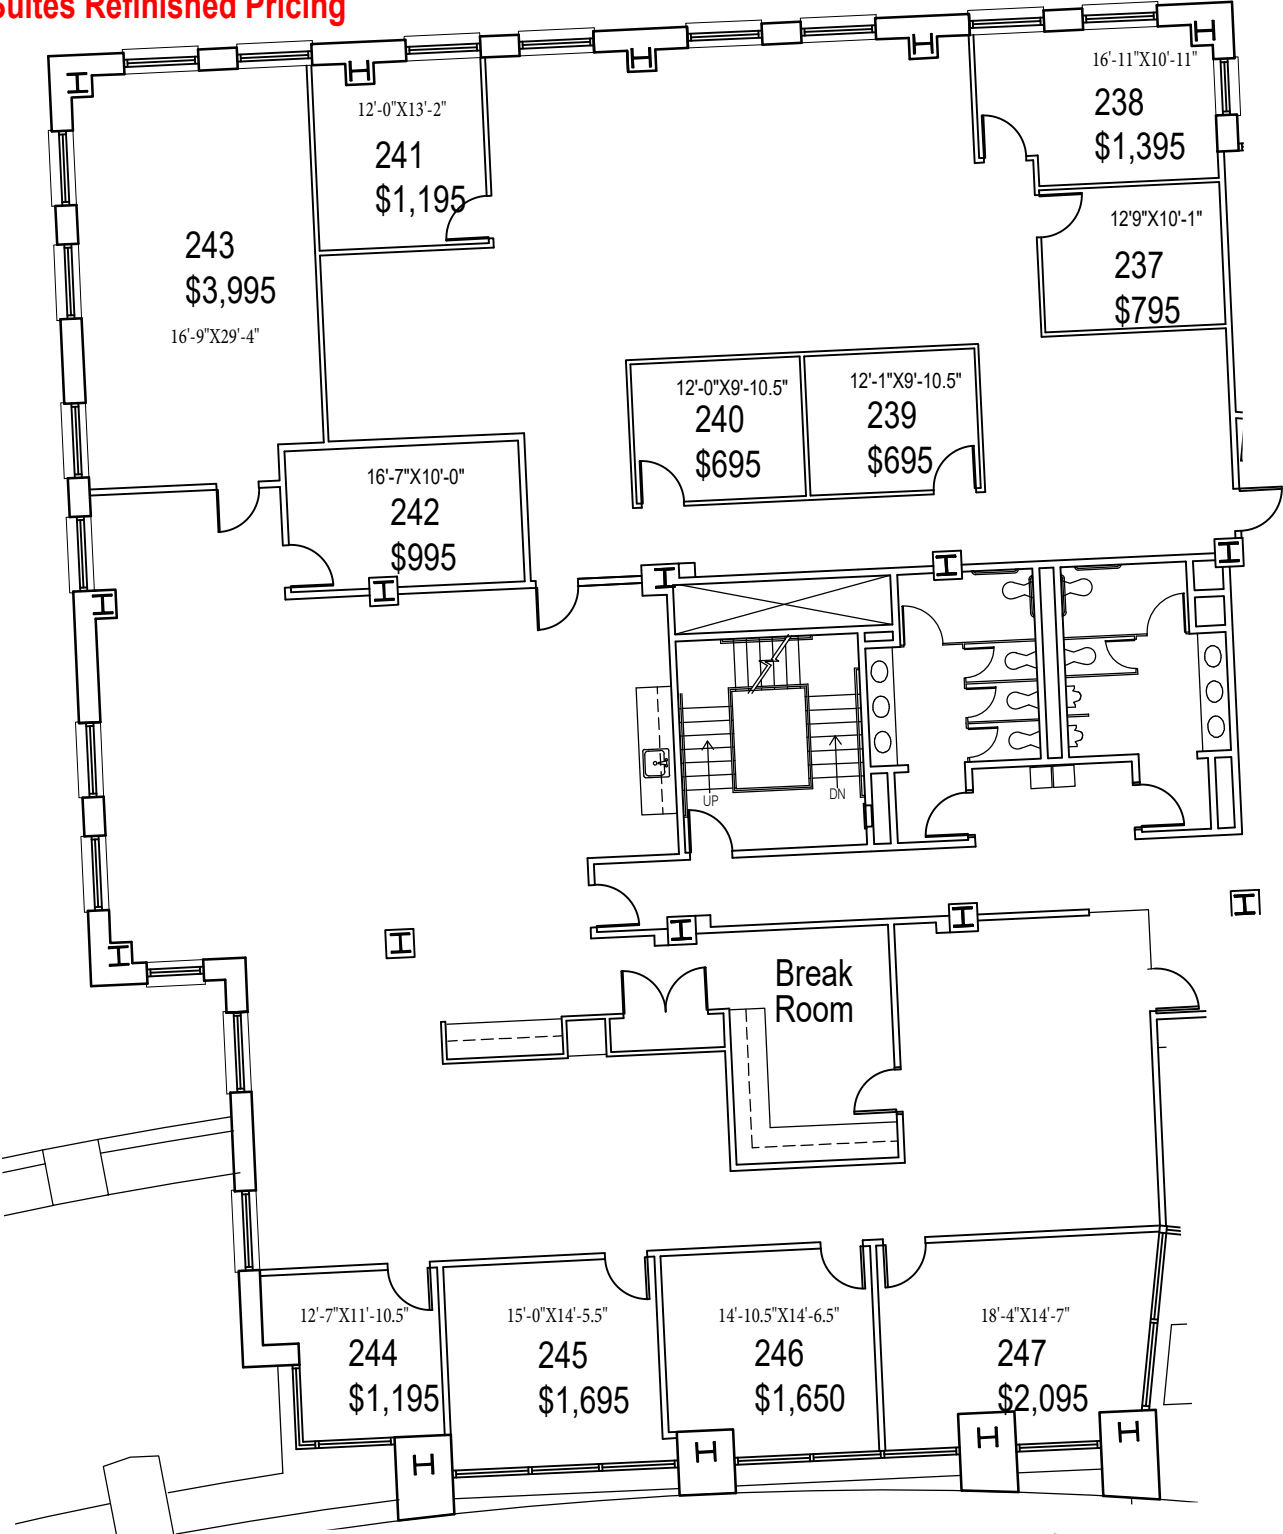 Suites Refinished Pricing
16'-11"X10'-11"
238
$1,395
12'-0"X13'-2"
241
$1,195
12'9"X10'-1"
237
$795
243
$3,995
16'-9"X29'-4"
12'-0"X9'-10.5"
240
$695
12'-1"X9'-10.5"
239
$695
16'-7"X10'-0"
242
$995
UP
DN
Break
Room
12'-7"X11'-10.5"
244
$1,195
15'-0"X14'-5.5"
245
$1,695
14'-10.5"X14'-6.5"
246
$1,650
18'-4"X14'-7"
247
$2,095